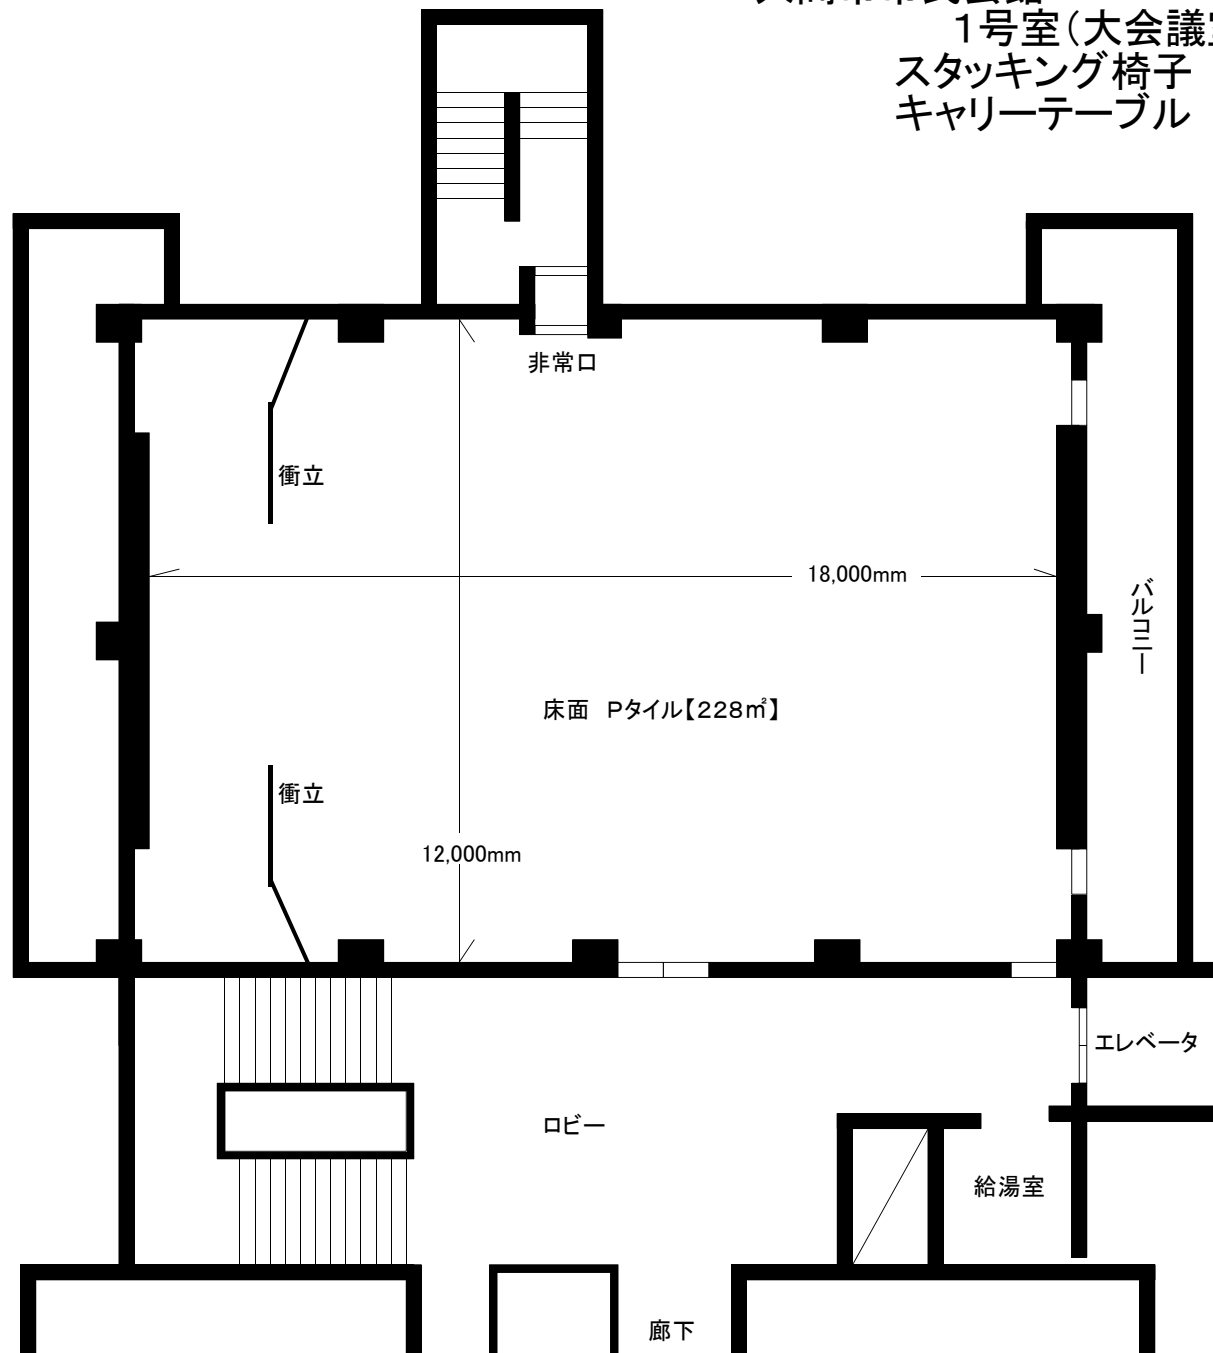 1号室（大会議
スタッキング椅子
キャリーテーブル
非常口
衝立
18,000mm
バルコニー
床面　Pタイル【228㎡】
衝立
12,000mm
エレベータ
ロビー
給湯室
廊下